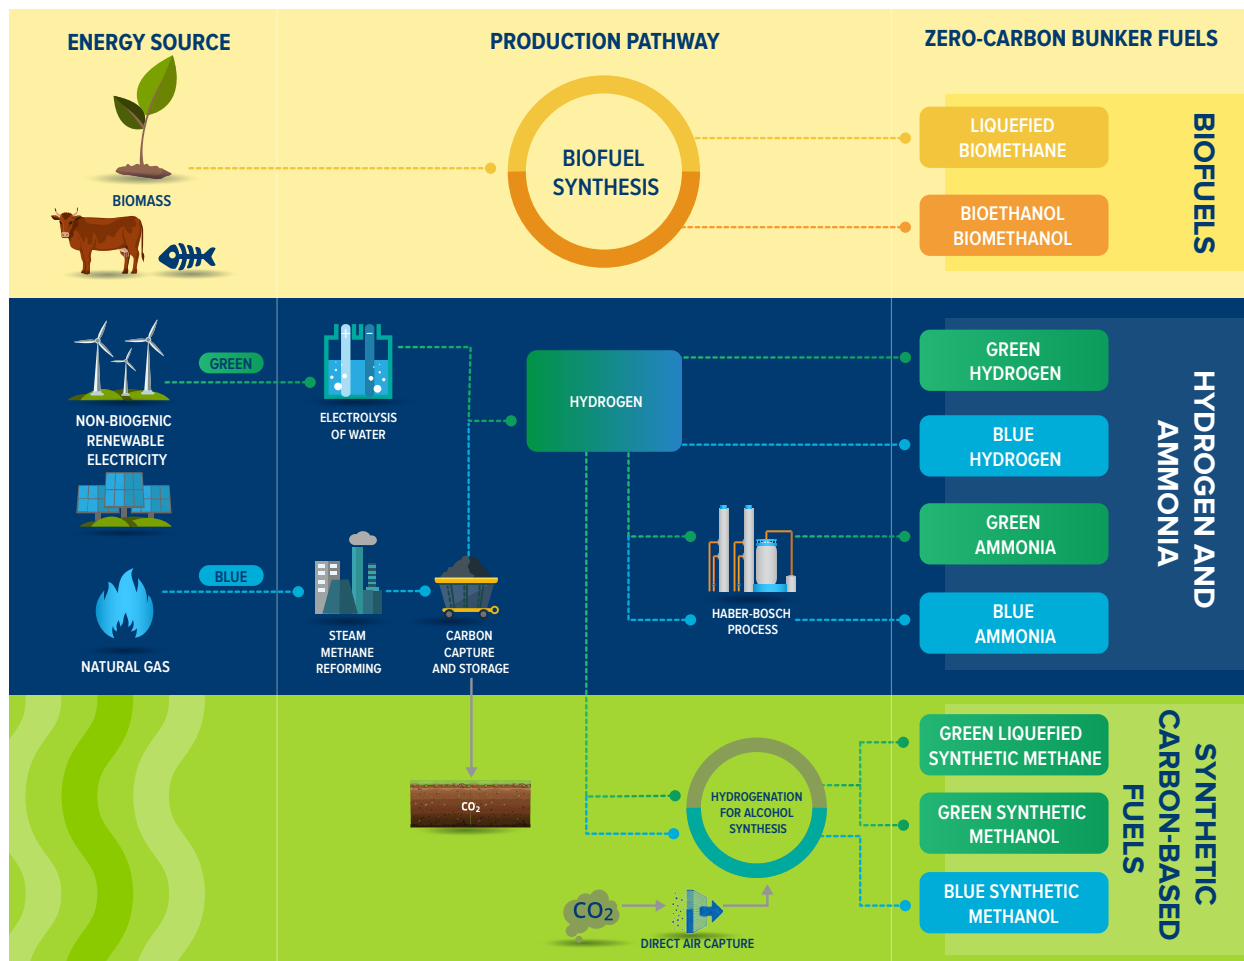 ENERGY SOURCE
PRODUCTION PATHWAY
ZERO-CARBON BUNKER FUELS
BIOMASS
BIOFUEL
SYNTHESIS
LIQUEFIED
BIOMETHANE
BIOETHANOL
BIOMETHANOL
BIOFUELS
GREEN
NON-BIOGENIC
RENEWABLE
ELECTRICITY
+ −
ELECTROLYSIS
OF WATER
HYDROGEN
BLUE
NATURAL GAS
STEAM
METHANE
REFORMING
CARBON
CAPTURE
AND STORAGE
HABER-BOSCH
PROCESS
GREEN
HYDROGEN
BLUE
HYDROGEN
GREEN
AMMONIA
BLUE
AMMONIA
HYDROGEN AND
AMMONIA
CO₂
HYDROGENATION
FOR ALCOHOL
SYNTHESIS
CO₂
DIRECT AIR CAPTURE
GREEN LIQUEFIED
SYNTHETIC METHANE
GREEN SYNTHETIC
METHANOL
BLUE SYNTHETIC
METHANOL
SYNTHETIC
CARBON-BASED
FUELS